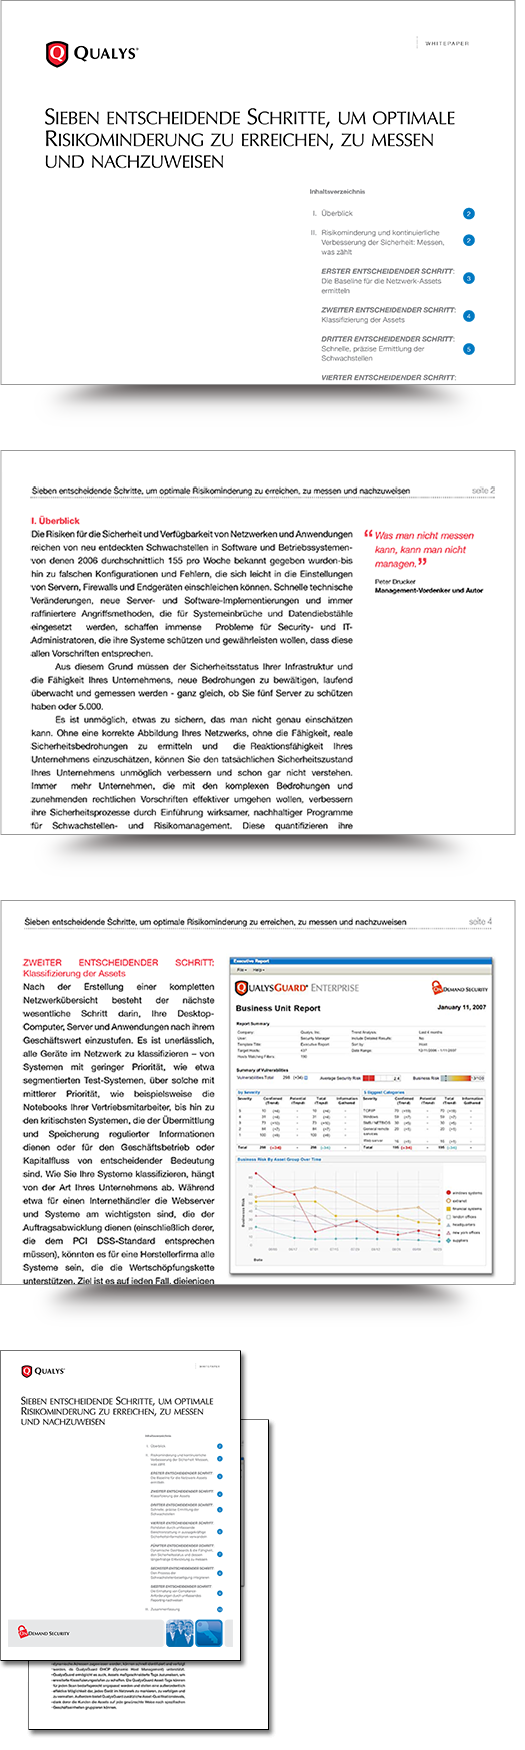 QUALYS®
WHITEPAPER
SIEBEN ENTSCHEIDENDE SCHRITTE, UM OPTIMALE
RISIKOMINDERUNG ZU ERREICHEN, ZU MESSEN
UND NACHZUWEISEN
Inhaltsverzeichnis
I. Überblick 2
II. Risikominderung und kontinuierliche
Verbesserung der Sicherheit: Messen,
was zählt 2
ERSTER ENTSCHEIDENDER SCHRITT:
Die Baseline für die Netzwerk-Assets
ermitteln 3
ZWEITER ENTSCHEIDENDER SCHRITT:
Klassifizierung der Assets 4
DRITTER ENTSCHEIDENDER SCHRITT:
Schnelle, präzise Ermittlung der
Schwachstellen 5
VIERTER ENTSCHEIDENDER SCHRITT:
Sieben entscheidende Schritte, um optimale Risikominderung zu erreichen, zu messen und nachzuweisen seite 2
I. Überblick
Die Risiken für die Sicherheit und Verfügbarkeit von Netzwerken und Anwendungen
reichen von neu entdeckten Schwachstellen in Software und Betriebssystemen-
von denen 2006 durchschnittlich 155 pro Woche bekannt gegeben wurden-bis
hin zu falschen Konfigurationen und Fehlern, die sich leicht in die Einstellungen
von Servern, Firewalls und Endgeräten einschleichen können. Schnelle technische
Veränderungen, neue Server- und Software-Implementierungen und immer
raffiniertere Angriffsmethoden, die für Systemeinbrüche und Datendiebstähle
eingesetzt werden, schaffen immense Probleme für Security- und IT-
Administratoren, die ihre Systeme schützen und gewährleisten wollen, dass diese
allen Vorschriften entsprechen.
Aus diesem Grund müssen der Sicherheitsstatus Ihrer Infrastruktur und
die Fähigkeit Ihres Unternehmens, neue Bedrohungen zu bewältigen, laufend
überwacht und gemessen werden - ganz gleich, ob Sie fünf Server zu schützen
haben oder 5.000.
Es ist unmöglich, etwas zu sichern, das man nicht genau einschätzen
kann. Ohne eine korrekte Abbildung Ihres Netzwerks, ohne die Fähigkeit, reale
Sicherheitsbedrohungen zu ermitteln und die Reaktionsfähigkeit Ihres
Unternehmens einzuschätzen, können Sie den tatsächlichen Sicherheitszustand
Ihres Unternehmens unmöglich verbessern und schon gar nicht verstehen.
Immer mehr Unternehmen, die mit den komplexen Bedrohungen und
zunehmenden rechtlichen Vorschriften effektiver umgehen wollen, verbessern
ihre Sicherheitsprozesse durch Einführung wirksamer, nachhaltiger Programme
für Schwachstellen- und Risikomanagement. Diese quantifizieren ihre
“Was man nicht messen
kann, kann man nicht
managen.”
Peter Drucker
Management-Vordenker und Autor
Sieben entscheidende Schritte, um optimale Risikominderung zu erreichen, zu messen und nachzuweisen seite 4
ZWEITER ENTSCHEIDENDER SCHRITT:
Klassifizierung der Assets
Nach der Erstellung einer kompletten
Netzwerkübersicht besteht der nächste
wesentliche Schritt darin, Ihre Desktop-
Computer, Server und Anwendungen nach ihrem
Geschäftswert einzustufen. Es ist unerlässlich,
alle Geräte im Netzwerk zu klassifizieren – von
Systemen mit geringer Priorität, wie etwa
segmentierten Test-Systemen, über solche mit
mittlerer Priorität, wie beispielsweise die
Notebooks Ihrer Vertriebsmitarbeiter, bis hin zu
den kritischsten Systemen, die der Übermittlung
und Speicherung regulierter Informationen
dienen oder für den Geschäftsbetrieb oder
Kapitalfluss von entscheidender Bedeutung
sind. Wie Sie Ihre Systeme klassifizieren, hängt
von der Art Ihres Unternehmens ab. Während
etwa für einen Internethändler die Webserver
und Systeme am wichtigsten sind, die der
Auftragsabwicklung dienen (einschließlich derer,
die dem PCI DSS-Standard entsprechen
müssen), könnten es für eine Herstellerfirma alle
Systeme sein, die die Wertschöpfungskette
unterstützen. Ziel ist es auf jeden Fall, diejenigen
Executive Report
File Help
QUALYSGUARD® ENTERPRISE
ON DEMAND SECURITY
Business Unit Report
January 11, 2007
Report Summary
Summary of Vulnerabilities
Vulnerabilities Total
Average Security Risk
Business Risk
by Severity
5 Biggest Categories
Business Risk By Asset Group Over Time
Business Risk
Date
QUALYS®
WHITEPAPER
SIEBEN ENTSCHEIDENDE SCHRITTE, UM OPTIMALE
RISIKOMINDERUNG ZU ERREICHEN, ZU MESSEN
UND NACHZUWEISEN
Inhaltsverzeichnis
I. Überblick
ON DEMAND SECURITY